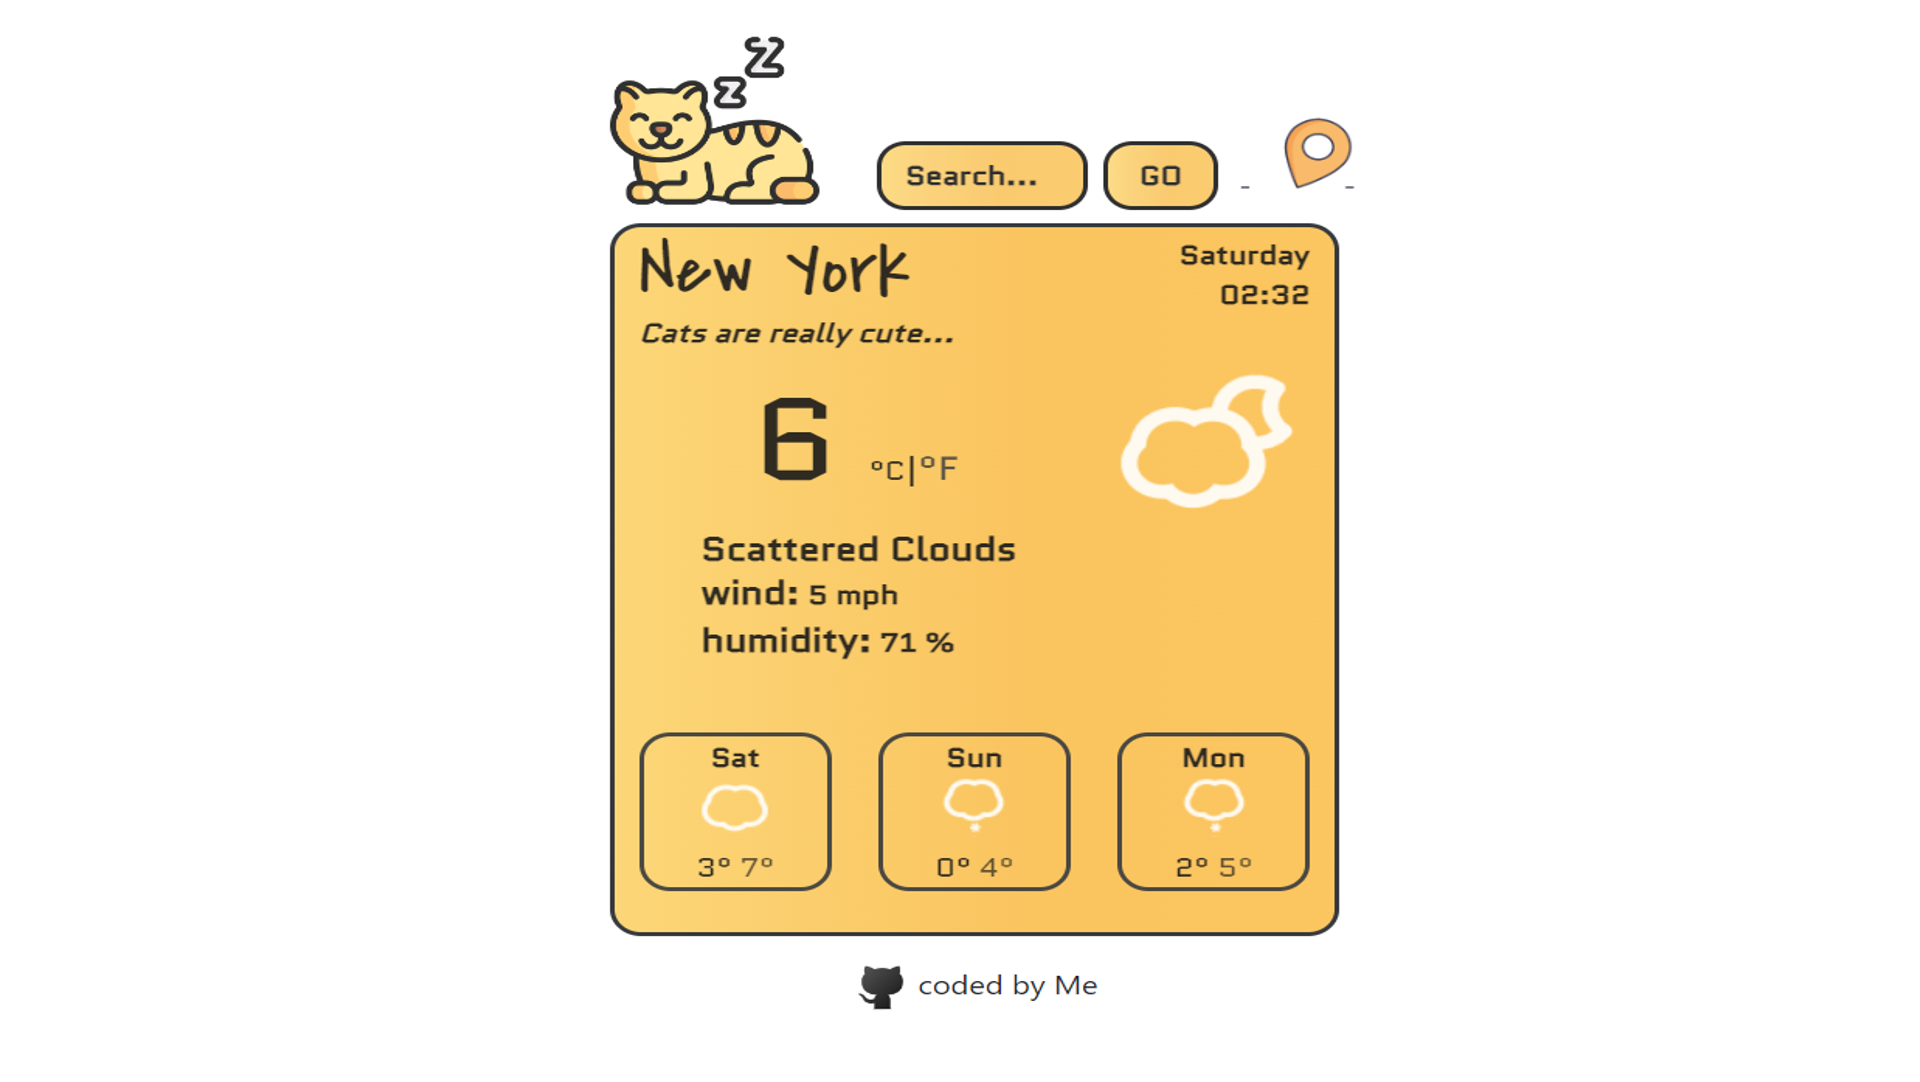 z z
Search... GO
New York
Saturday
02:32
Cats are really cute...
6 °C|°F
Scattered Clouds
wind: 5 mph
humidity: 71 %
Sat Sun Mon
3° 7° 0° 4° 2° 5°
coded by Me